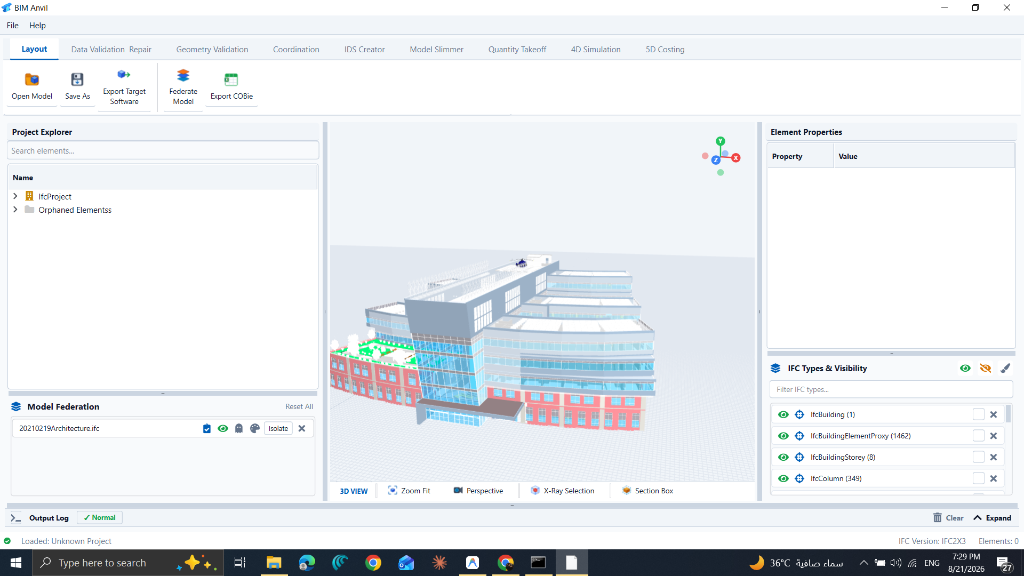 BIM Anvil
File Help
Layout Data Validation Repair Geometry Validation Coordination IDS Creator Model Slimmer Quantity Takeoff 4D Simulation 5D Costing
Open Model Save As Export Target Software Federate Model Export COBie
Project Explorer
Search elements...
Name
IfcProject
Orphaned Elementss
Model Federation Reset All
20210219Architecture.ifc Isolate
Y X Z
3D VIEW Zoom Fit Perspective X-Ray Selection Section Box
Element Properties
Property Value
IFC Types & Visibility
Filter IFC types...
IfcBuilding (1)
IfcBuildingElementProxy (1462)
IfcBuildingStorey (8)
IfcColumn (349)
Output Log Normal Clear Expand
Loaded: Unknown Project IFC Version: IFC2X3 Elements: 0
Type here to search 36°C سماء صافية ENG 7:29 PM
8/21/2026 27